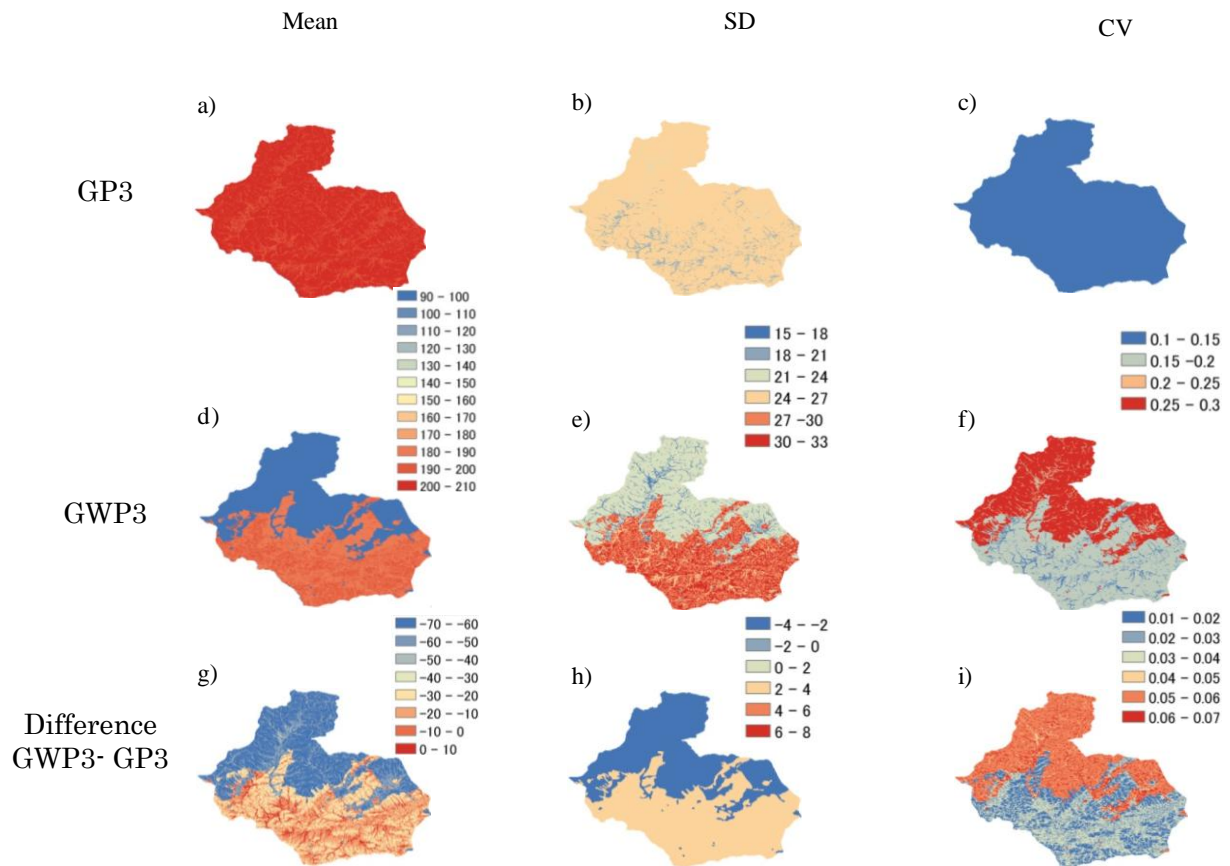 Mean
SD
CV
a)
b)
c)
GP3
90 – 100
100 – 110
110 – 120
120 – 130
130 – 140
140 – 150
150 – 160
160 – 170
170 – 180
180 – 190
190 – 200
200 – 210
15 – 18
18 – 21
21 – 24
24 – 27
27 –30
30 – 33
0.1 – 0.15
0.15 –0.2
0.2 – 0.25
0.25 – 0.3
d)
e)
f)
GWP3
-70 – -60
-60 – -50
-50 – -40
-40 – -30
-30 – -20
-20 – -10
-10 – 0
0 – 10
-4 – -2
-2 – 0
0 – 2
2 – 4
4 – 6
6 – 8
0.01 – 0.02
0.02 – 0.03
0.03 – 0.04
0.04 – 0.05
0.05 – 0.06
0.06 – 0.07
g)
h)
i)
Difference
GWP3- GP3